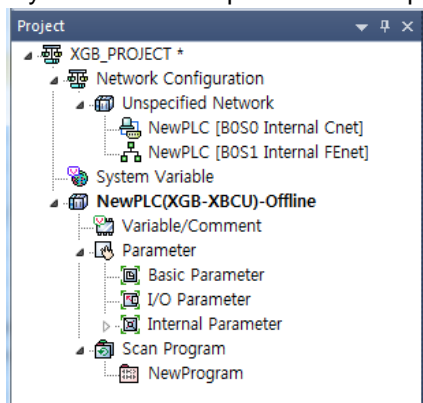 Project
XGB_PROJECT *
Network Configuration
Unspecified Network
NewPLC [B0S0 Internal Cnet]
NewPLC [B0S1 Internal FEnet]
System Variable
NewPLC(XGB-XBCU)-Offline
Variable/Comment
Parameter
Basic Parameter
I/O Parameter
Internal Parameter
Scan Program
NewProgram